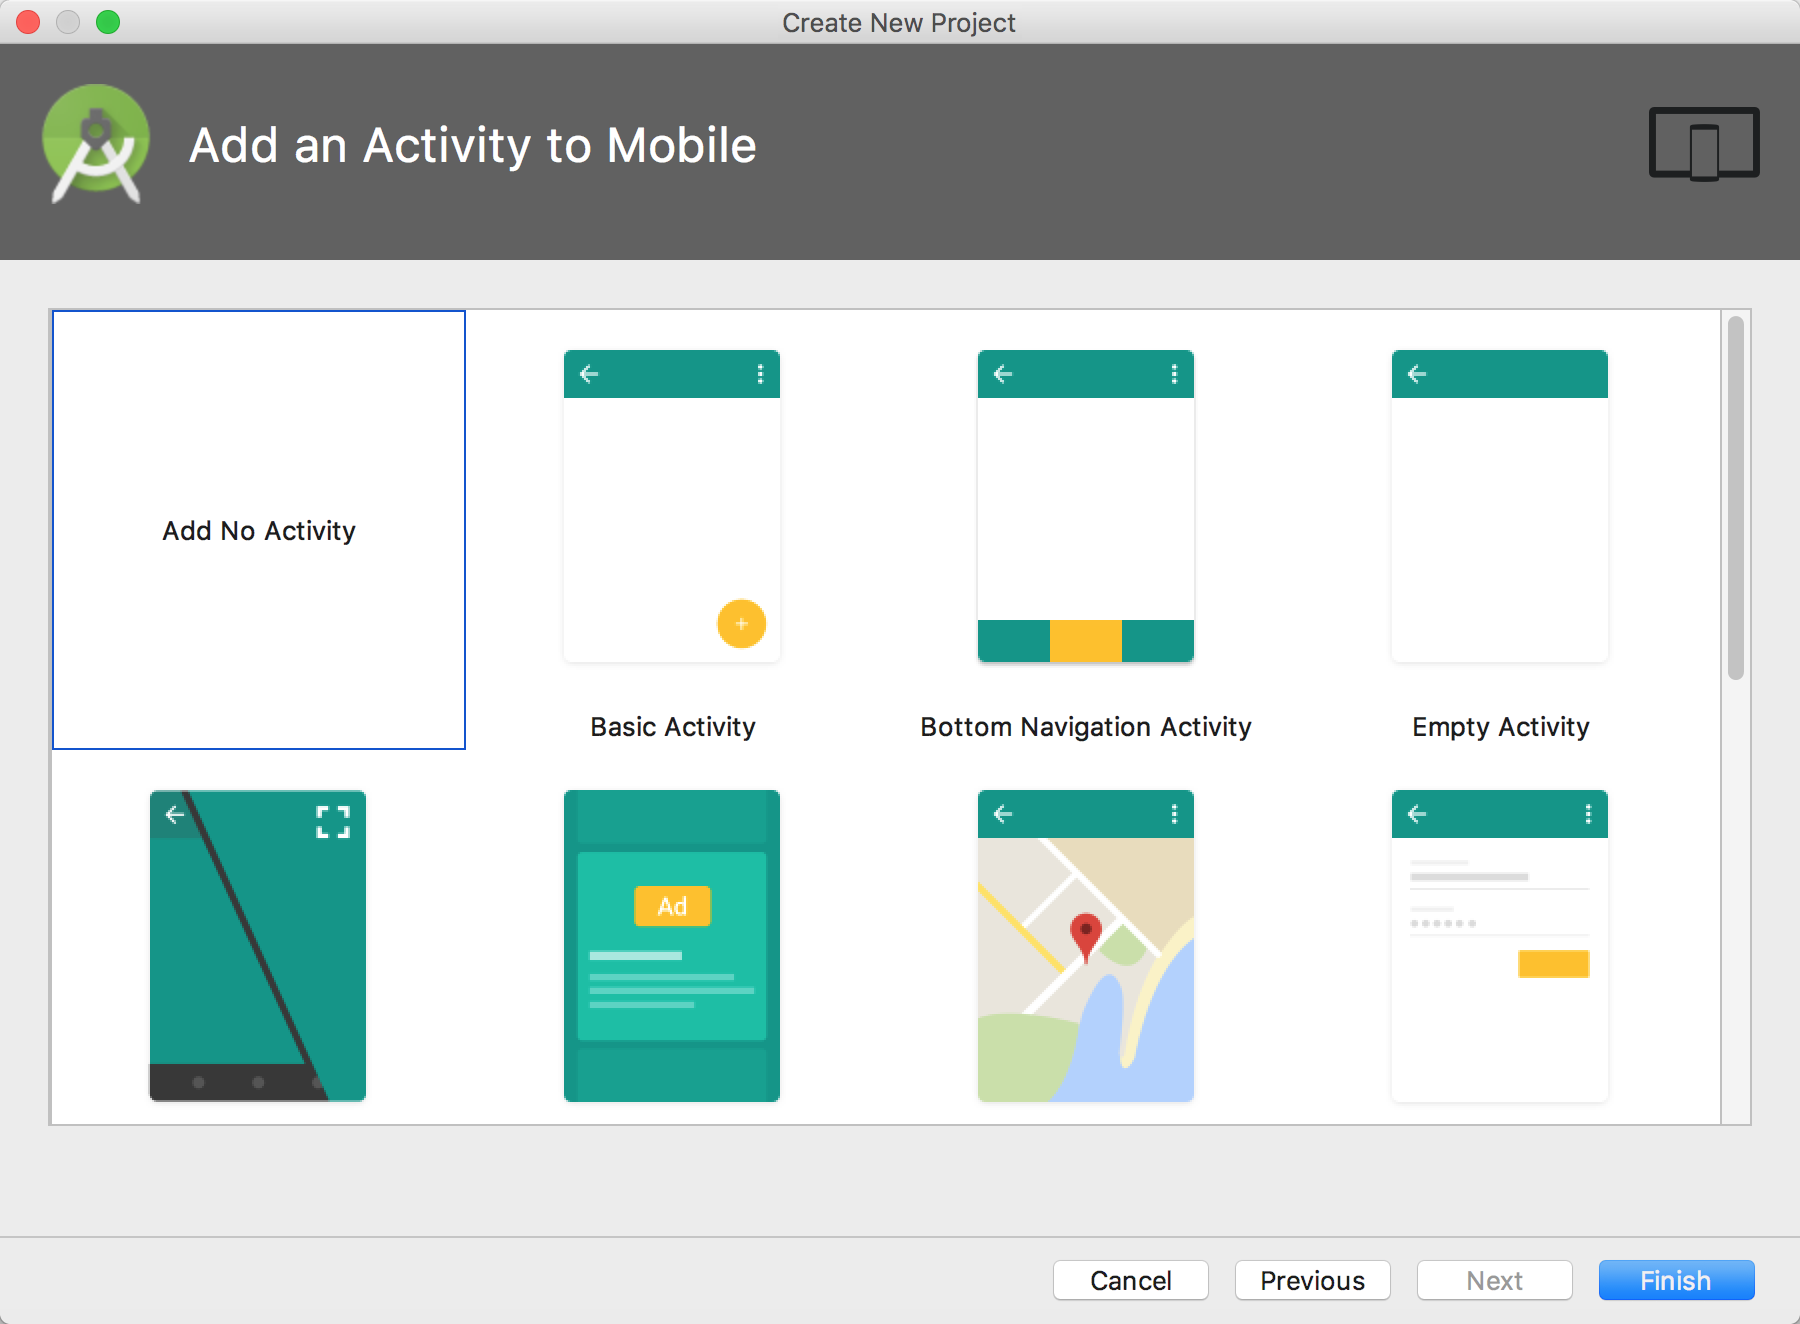 Create New Project
Add an Activity to Mobile
Add No Activity
Basic Activity
Bottom Navigation Activity
Empty Activity
Ad
Cancel
Previous
Next
Finish